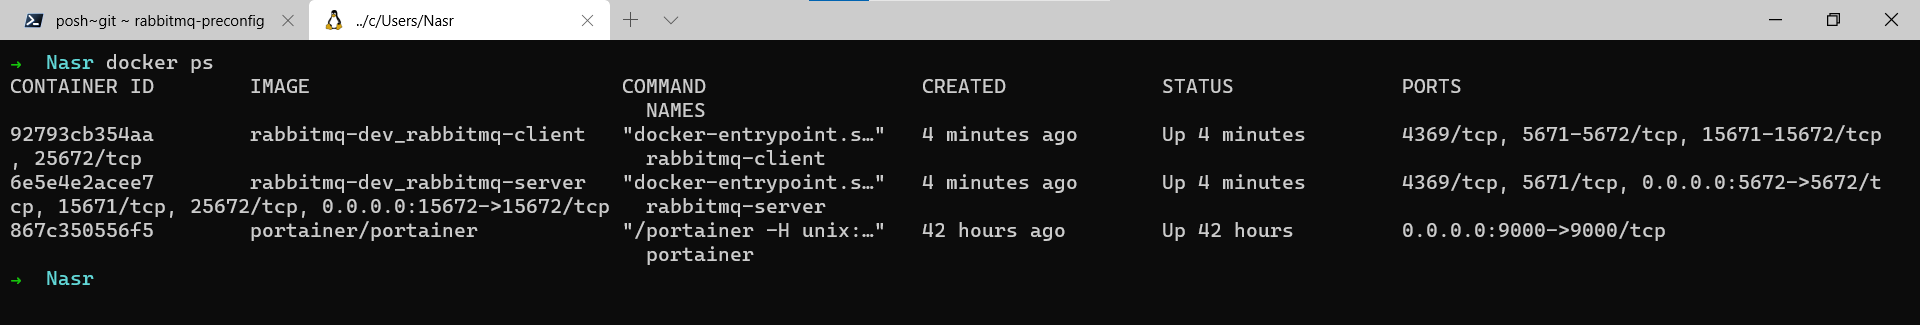 posh~git ~ rabbitmq-preconfig
../c/Users/Nasr
→ Nasr docker ps
CONTAINER ID IMAGE COMMAND CREATED STATUS PORTS
NAMES
92793cb354aa rabbitmq-dev_rabbitmq-client "docker-entrypoint.s…" 4 minutes ago Up 4 minutes 4369/tcp, 5671-5672/tcp, 15671-15672/tcp
, 25672/tcp rabbitmq-client
6e5e4e2acee7 rabbitmq-dev_rabbitmq-server "docker-entrypoint.s…" 4 minutes ago Up 4 minutes 4369/tcp, 5671/tcp, 0.0.0.0:5672->5672/t
cp, 15671/tcp, 25672/tcp, 0.0.0.0:15672->15672/tcp rabbitmq-server
867c350556f5 portainer/portainer "/portainer -H unix:…" 42 hours ago Up 42 hours 0.0.0.0:9000->9000/tcp
portainer
→ Nasr